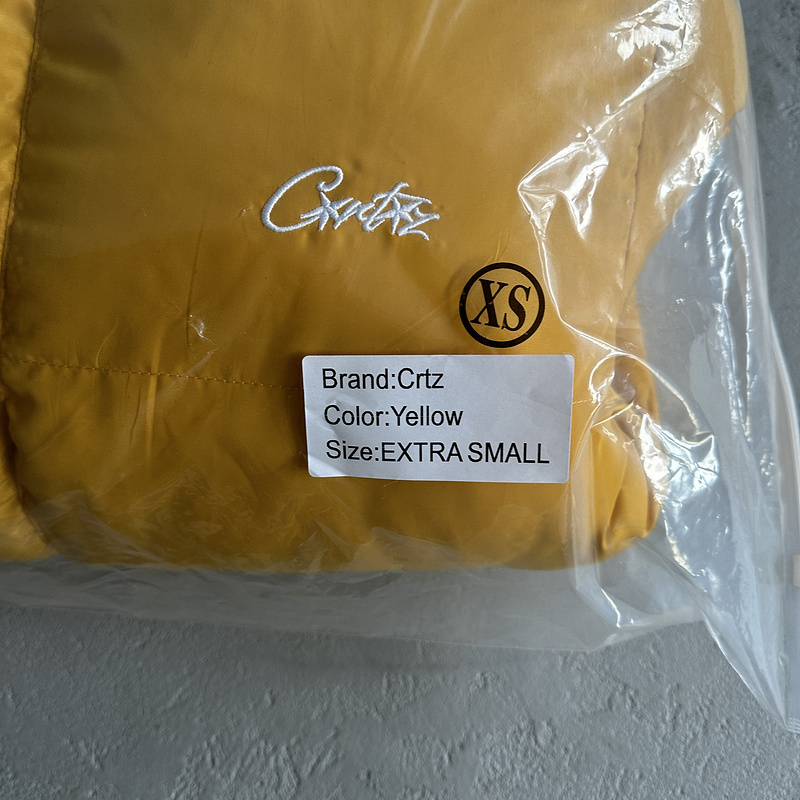 Crtz
XS
Brand:Crtz
Color:Yellow
Size:EXTRA SMALL